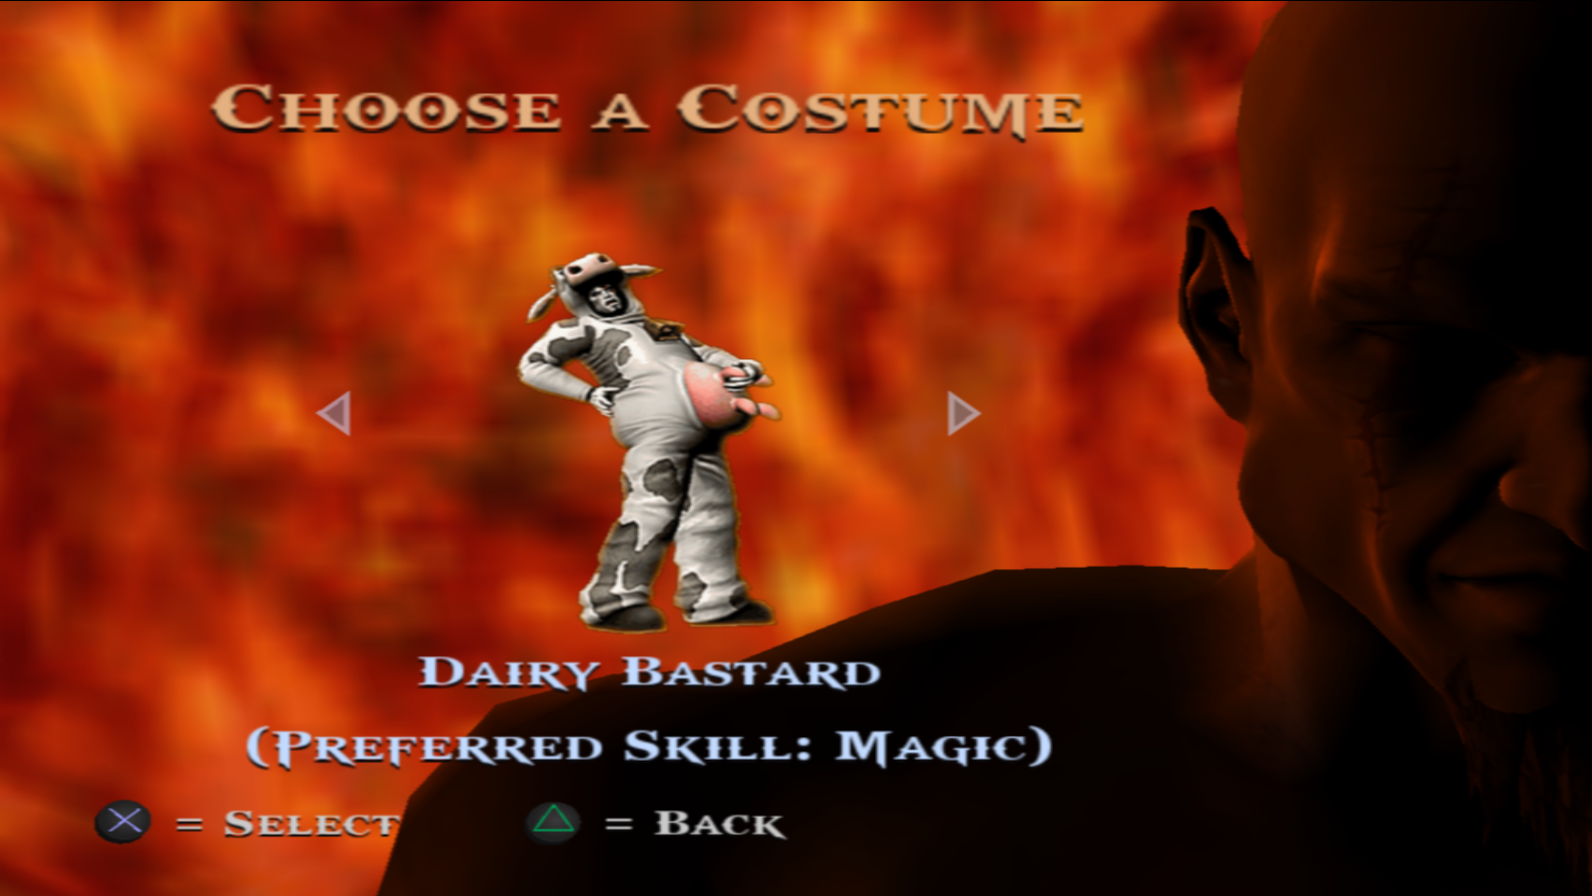 Choose a Costume
Dairy Bastard
(Preferred Skill: Magic)
= Select
= Back